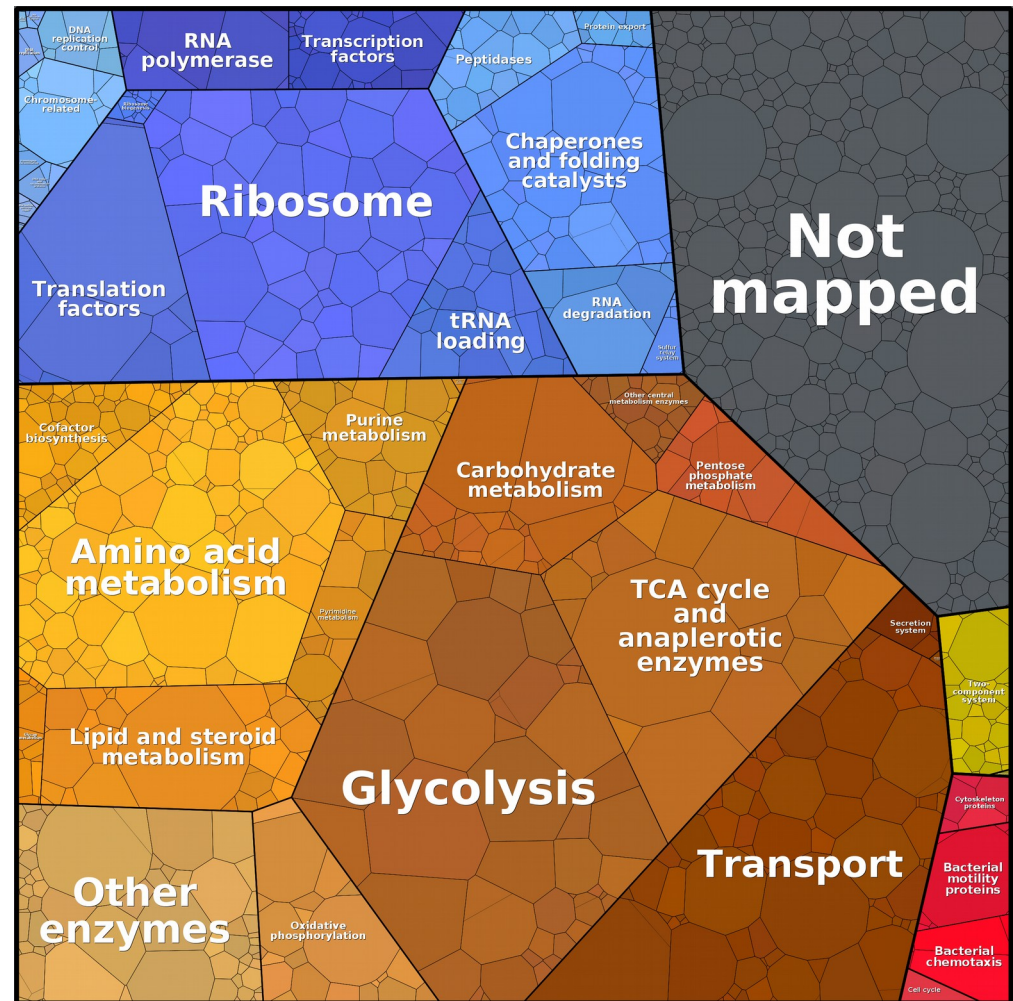 DNA
replication
control
RNA
polymerase
Transcription
factors
Peptidases
Protein export
Chromosome-
related
Chaperones
and folding
catalysts
Ribosome
Not
mapped
Translation
factors
tRNA
loading
RNA
degradation
Sulfur
relay
system
Cofactor
biosynthesis
Purine
metabolism
Carbohydrate
metabolism
Other central
metabolism enzymes
Pentose
phosphate
metabolism
Amino acid
metabolism
Pyrimidine
metabolism
TCA cycle
and
anaplerotic
enzymes
Secretion
system
Two-
component
system
Lipid and steroid
metabolism
Glycolysis
Cytoskeleton
proteins
Transport
Bacterial
motility
proteins
Other
enzymes
Oxidative
phosphorylation
Bacterial
chemotaxis
Cell cycle